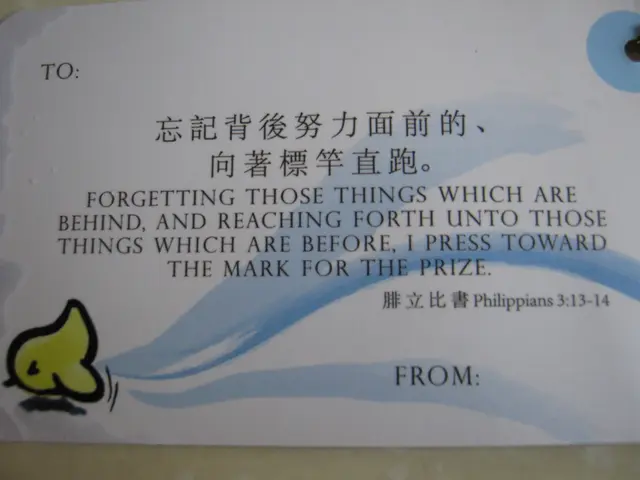 TO:
忘記背後努力面前的、
向著標竿直跑。
FORGETTING THOSE THINGS WHICH ARE
BEHIND, AND REACHING FORTH UNTO THOSE
THINGS WHICH ARE BEFORE, I PRESS TOWARD
THE MARK FOR THE PRIZE.
腓立比書 Philippians 3:13-14
FROM: